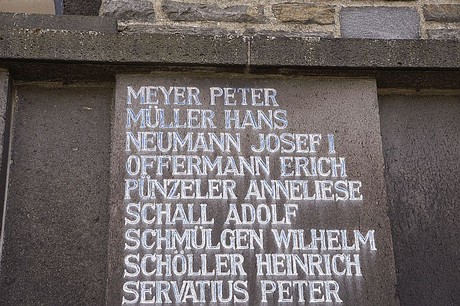 MEYER PETER
MÜLLER HANS
NEUMANN JOSEF I
OFFERMANN ERICH
PÜNZELER ANNELIESE
SCHALL ADOLF
SCHMÜLGEN WILHELM
SCHÖLLER HEINRICH
SERVATIUS PETER